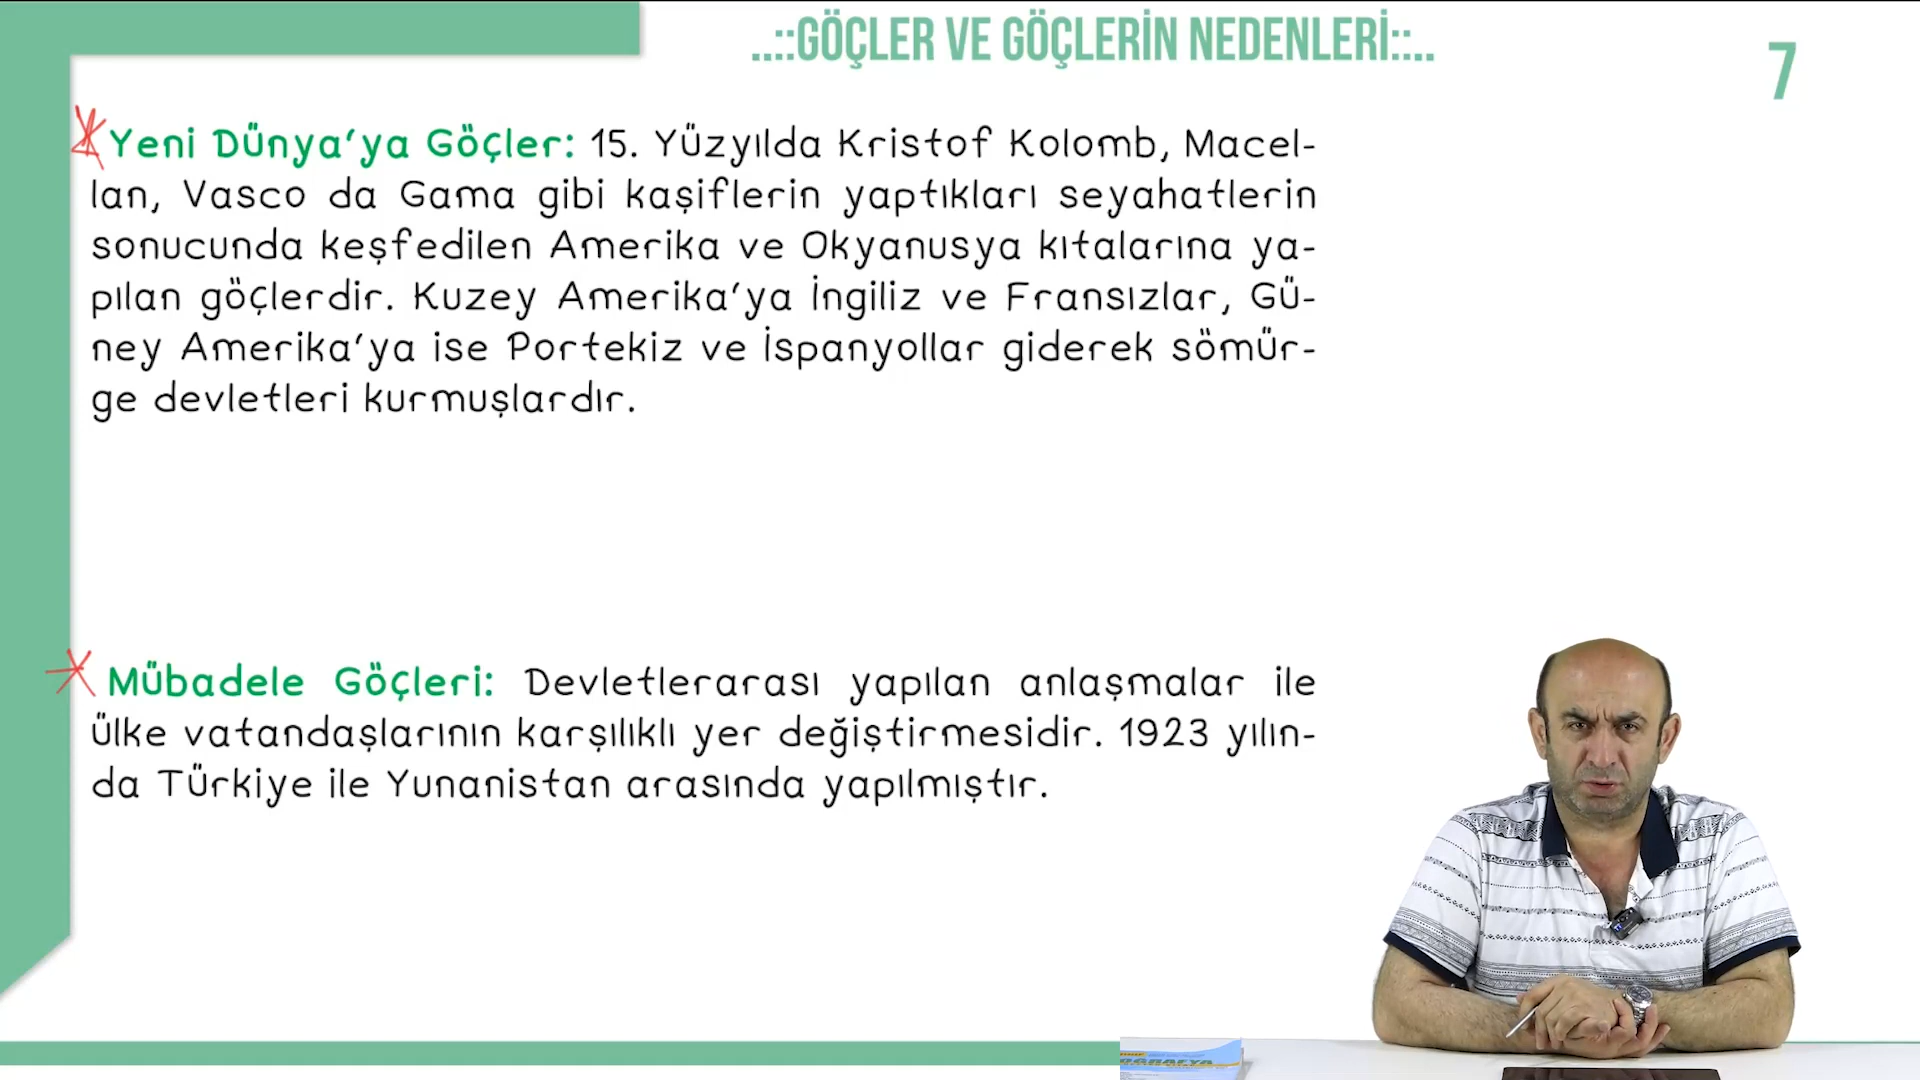 ..::GÖÇLER VE GÖÇLERİN NEDENLERİ::..
7
Yeni Dünya'ya Göçler: 15. Yüzyılda Kristof Kolomb, Macel-
lan, Vasco da Gama gibi kaşiflerin yaptıkları seyahatlerin
sonucunda keşfedilen Amerika ve Okyanusya kıtalarına ya-
pılan göçlerdir. Kuzey Amerika'ya İngiliz ve Fransızlar, Gü-
ney Amerika'ya ise Portekiz ve İspanyollar giderek sömür-
ge devletleri kurmuşlardır.
Mübadele Göçleri: Devletlerarası yapılan anlaşmalar ile
ülke vatandaşlarının karşılıklı yer değiştirmesidir. 1923 yılın-
da Türkiye ile Yunanistan arasında yapılmıştır.